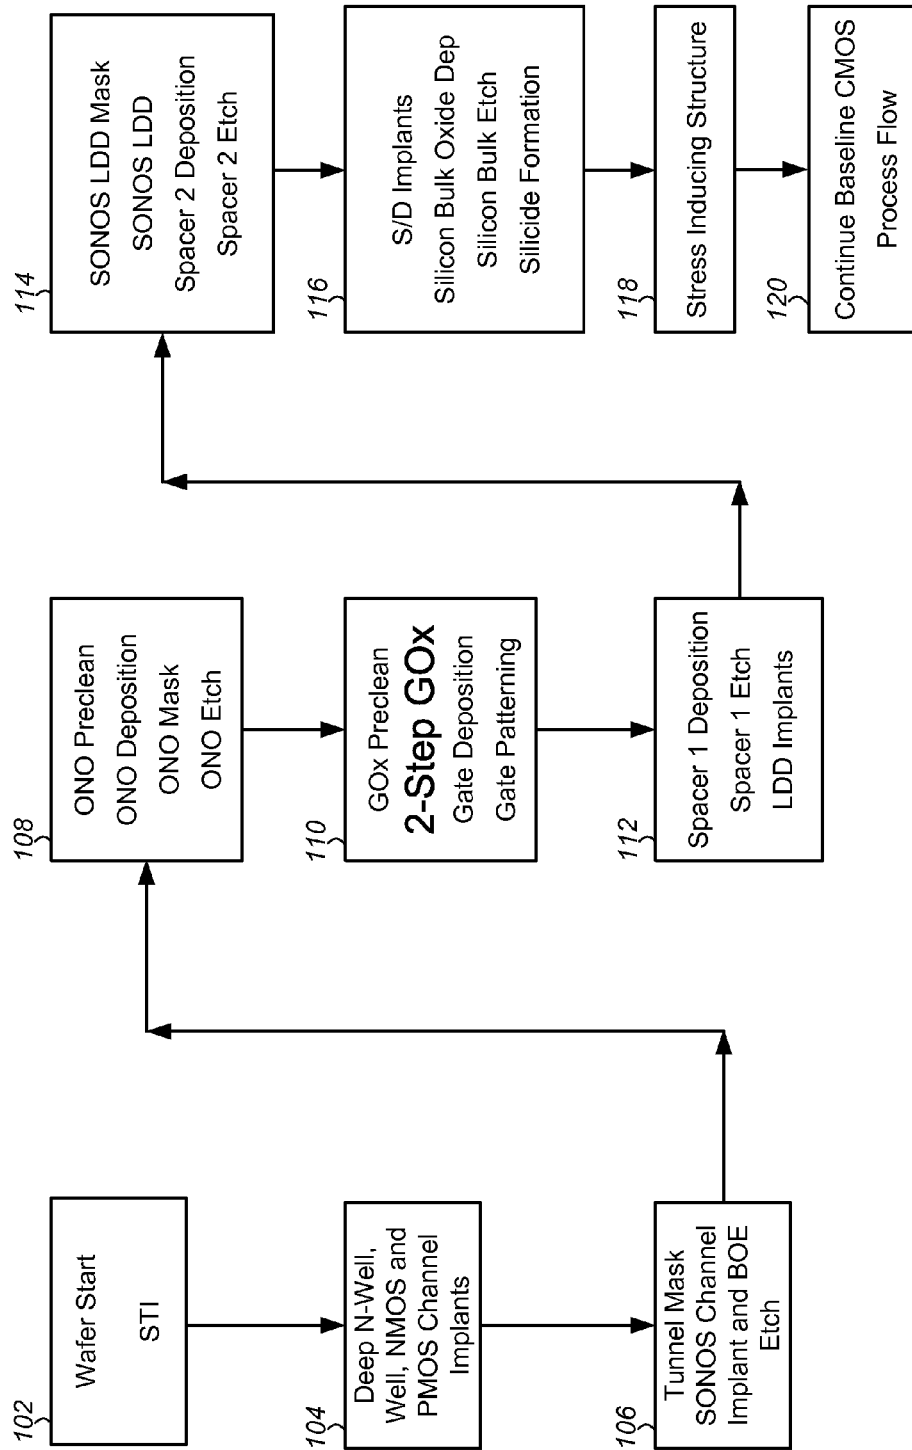 102
Wafer Start
STI
104
Deep N-Well,
Well, NMOS and
PMOS Channel
Implants
106
Tunnel Mask
SONOS Channel
Implant and BOE
Etch
108
ONO Preclean
ONO Deposition
ONO Mask
ONO Etch
110
GOx Preclean
2-Step GOx
Gate Deposition
Gate Patterning
112
Spacer 1 Deposition
Spacer 1 Etch
LDD Implants
114
SONOS LDD Mask
SONOS LDD
Spacer 2 Deposition
Spacer 2 Etch
116
S/D Implants
Silicon Bulk Oxide Dep
Silicon Bulk Etch
Silicide Formation
118
Stress Inducing Structure
120
Continue Baseline CMOS
Process Flow